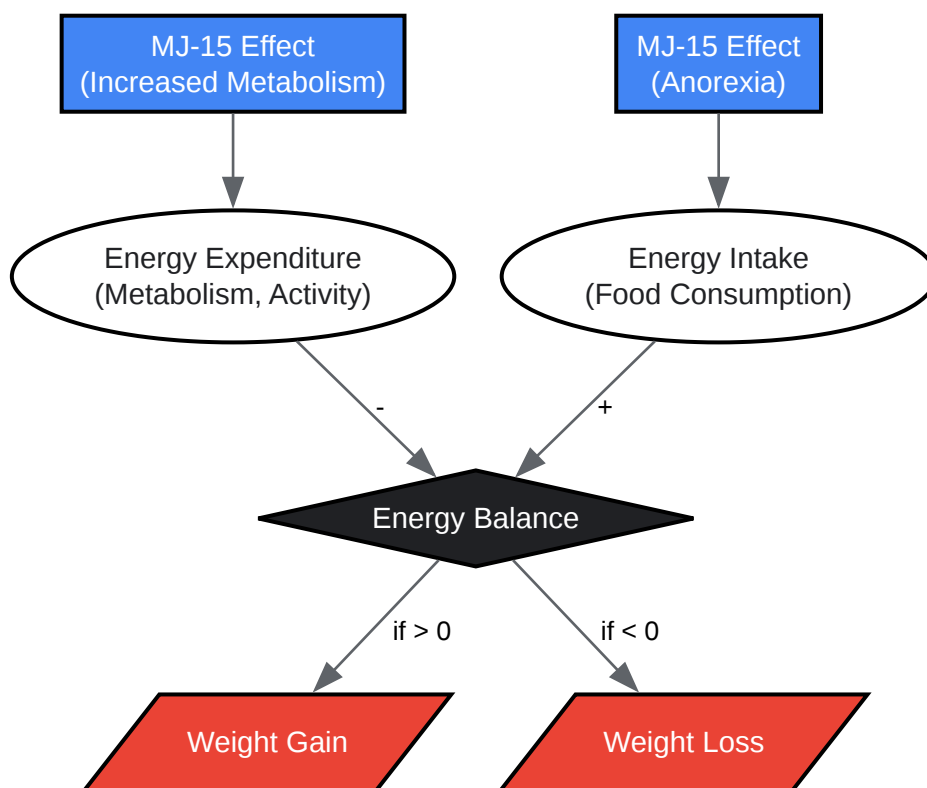 MJ-15 Effect
(Increased Metabolism)
MJ-15 Effect
(Anorexia)
Energy Expenditure
(Metabolism, Activity)
Energy Intake
(Food Consumption)
-
+
Energy Balance
if > 0
if < 0
Weight Gain
Weight Loss